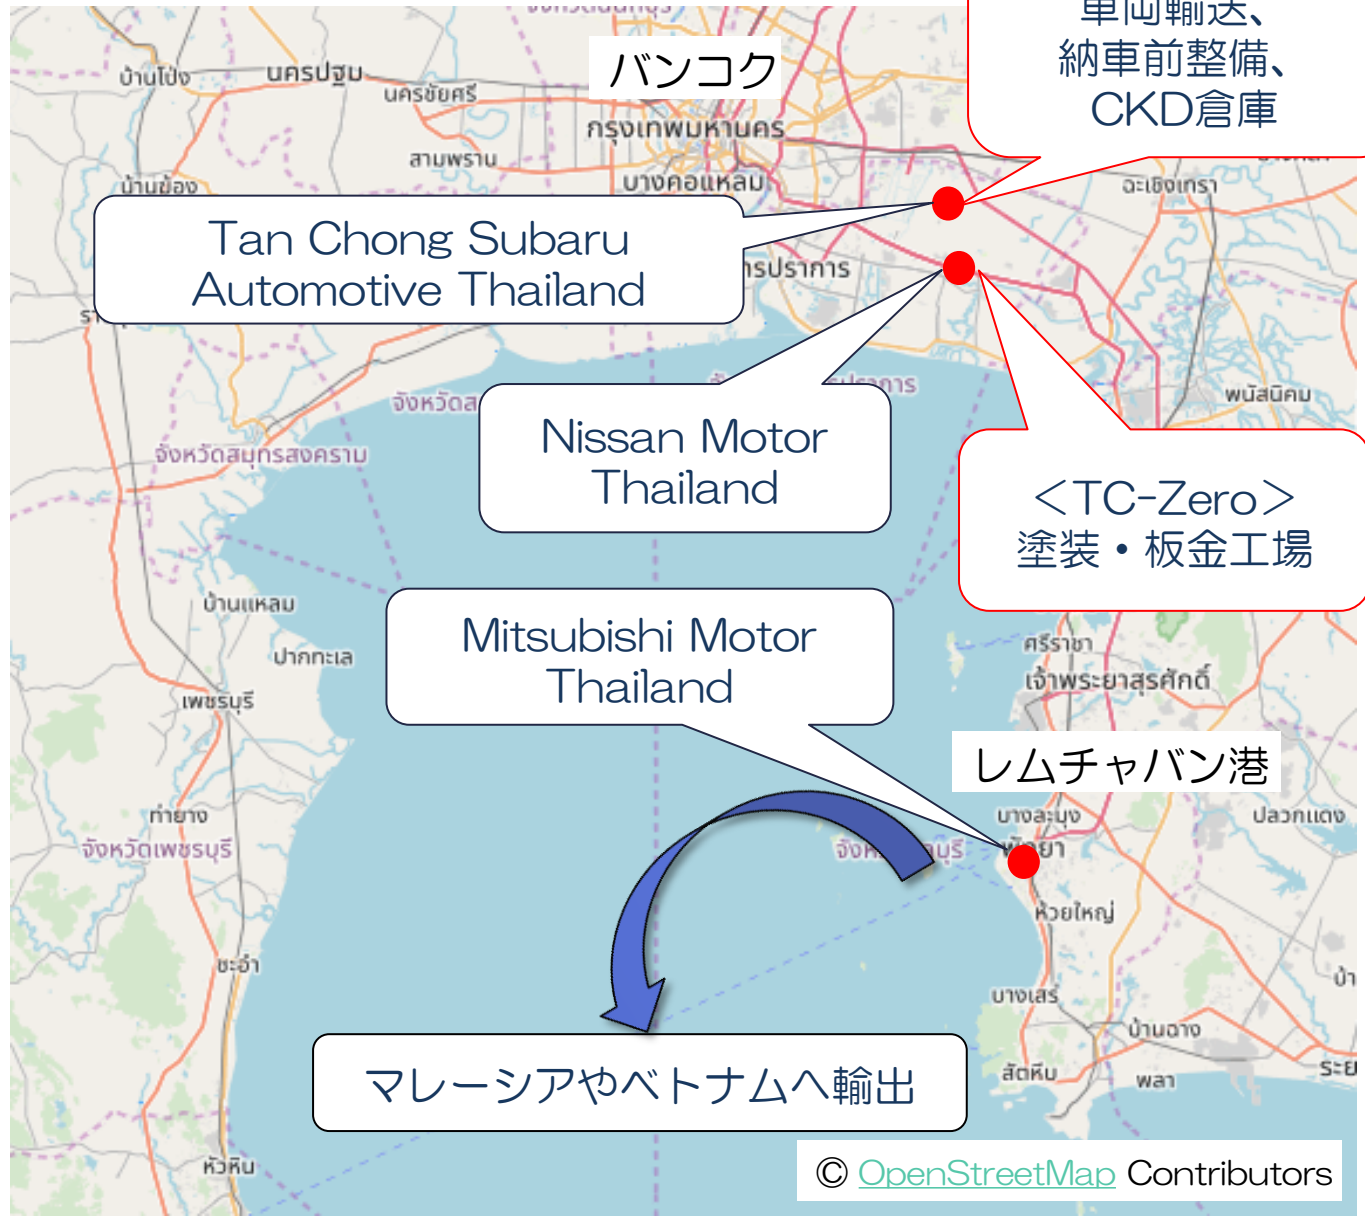 車両輸送、
納車前整備、
CKD倉庫
バンコク
บ้านโป่ง
นครปฐม
นครชัยศรี
กรุงเทพมหานคร
สามพราน
บางคอแหลม
บ้านฆ้อง
ฉะเชิงเทรา
Tan Chong Subaru
Automotive Thailand
พนัสนิคม
จังหวัดสมุทรสงคราม
Nissan Motor
Thailand
<TC-Zero>
塗装・板金工場
บ้านแหลม
ปากทะเล
เพชรบุรี
Mitsubishi Motor
Thailand
ศรีราชา
เจ้าพระยาสุรศักดิ์
レムチャバン港
ท่ายาง
จังหวัดเพชรบุรี
บางละมุง
ปลวกแดง
พัทยา
ห้วยใหญ่
ชะอำ
บางเสร่
บ้านฉาง
สัตหีบ
พลา
マレーシアやベトナムへ輸出
หัวหิน
© OpenStreetMap Contributors